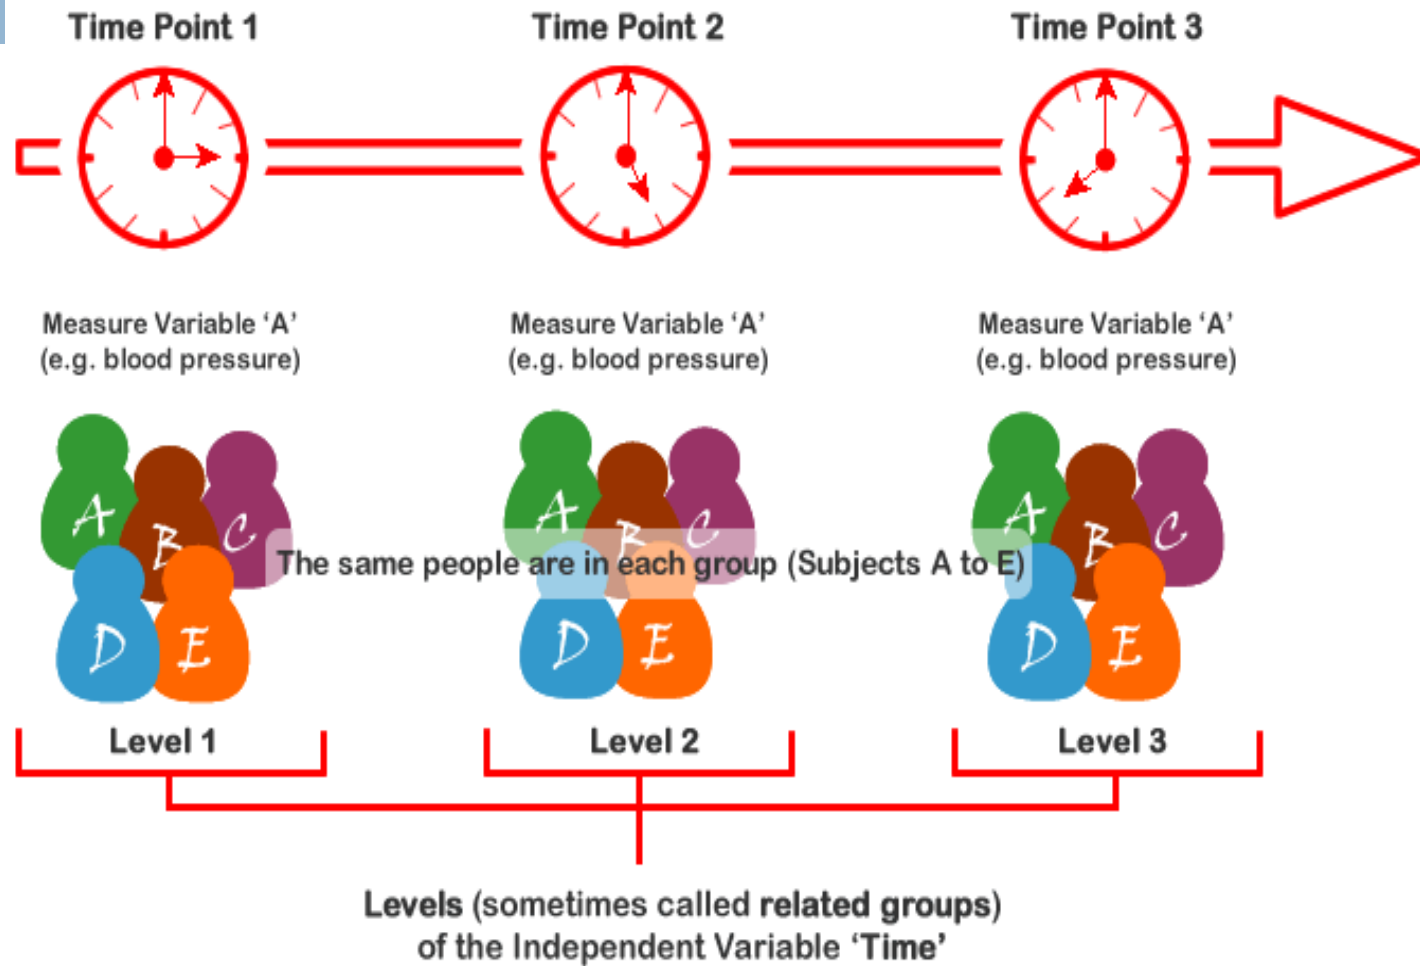 Time Point 1
Time Point 2
Time Point 3
Measure Variable ‘A’
(e.g. blood pressure)
Measure Variable ‘A’
(e.g. blood pressure)
Measure Variable ‘A’
(e.g. blood pressure)
A
B
C
D
E
A
B
C
D
E
A
B
C
D
E
The same people are in each group (Subjects A to E)
Level 1
Level 2
Level 3
Levels (sometimes called related groups)
of the Independent Variable ‘Time’